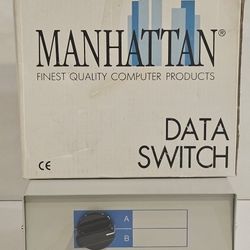 MANHATTAN®
FINEST QUALITY COMPUTER PRODUCTS
DATA
SWITCH
CE
A
B